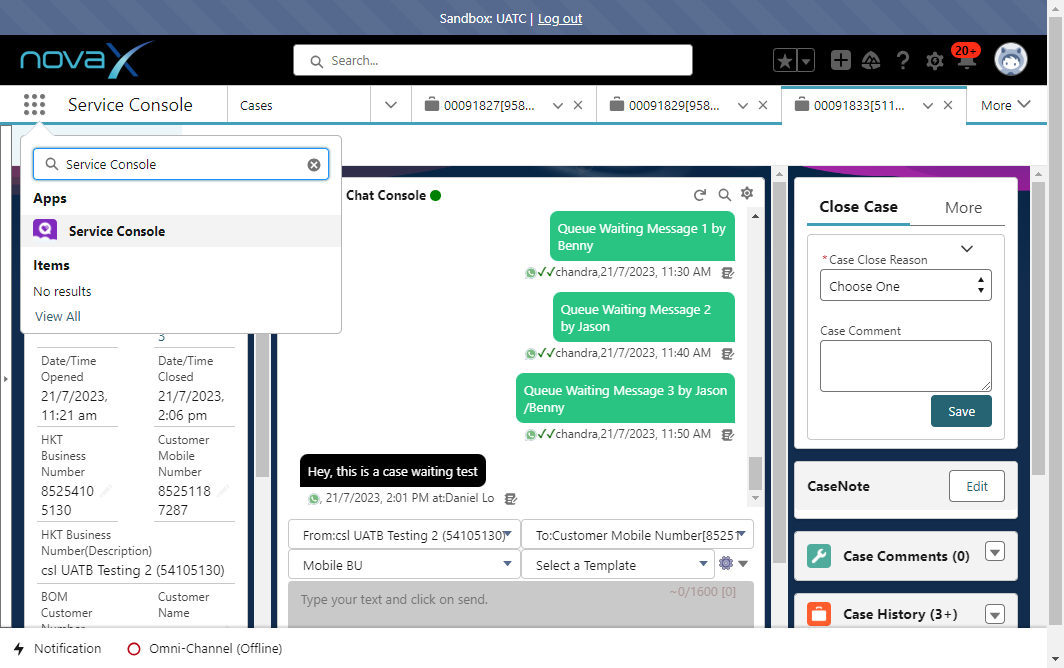 Sandbox: UATC | Log out
novaX
Search...
20+
Service Console
Cases
00091827[958...
00091829[958...
00091833[511...
More
Service Console
Apps
Service Console
Items
No results
View All
3
Date/Time
Opened
21/7/2023,
11:21 am
Date/Time
Closed
21/7/2023,
2:06 pm
HKT
Business
Number
8525410
5130
Customer
Mobile
Number
8525118
7287
HKT Business
Number(Description)
csl UATB Testing 2 (54105130)
BOM
Customer
Number
Customer
Name
Chat Console
Queue Waiting Message 1 by
Benny
chandra,21/7/2023, 11:30 AM
Queue Waiting Message 2
by Jason
chandra,21/7/2023, 11:40 AM
Queue Waiting Message 3 by Jason
/Benny
chandra,21/7/2023, 11:50 AM
Hey, this is a case waiting test
, 21/7/2023, 2:01 PM at:Daniel Lo
From:csl UATB Testing 2 (54105130)
To:Customer Mobile Number[85251
Mobile BU
Select a Template
Type your text and click on send.
~0/1600 [0]
Close Case
More
*Case Close Reason
Choose One
Case Comment
Save
CaseNote
Edit
Case Comments (0)
Case History (3+)
Notification
Omni-Channel (Offline)